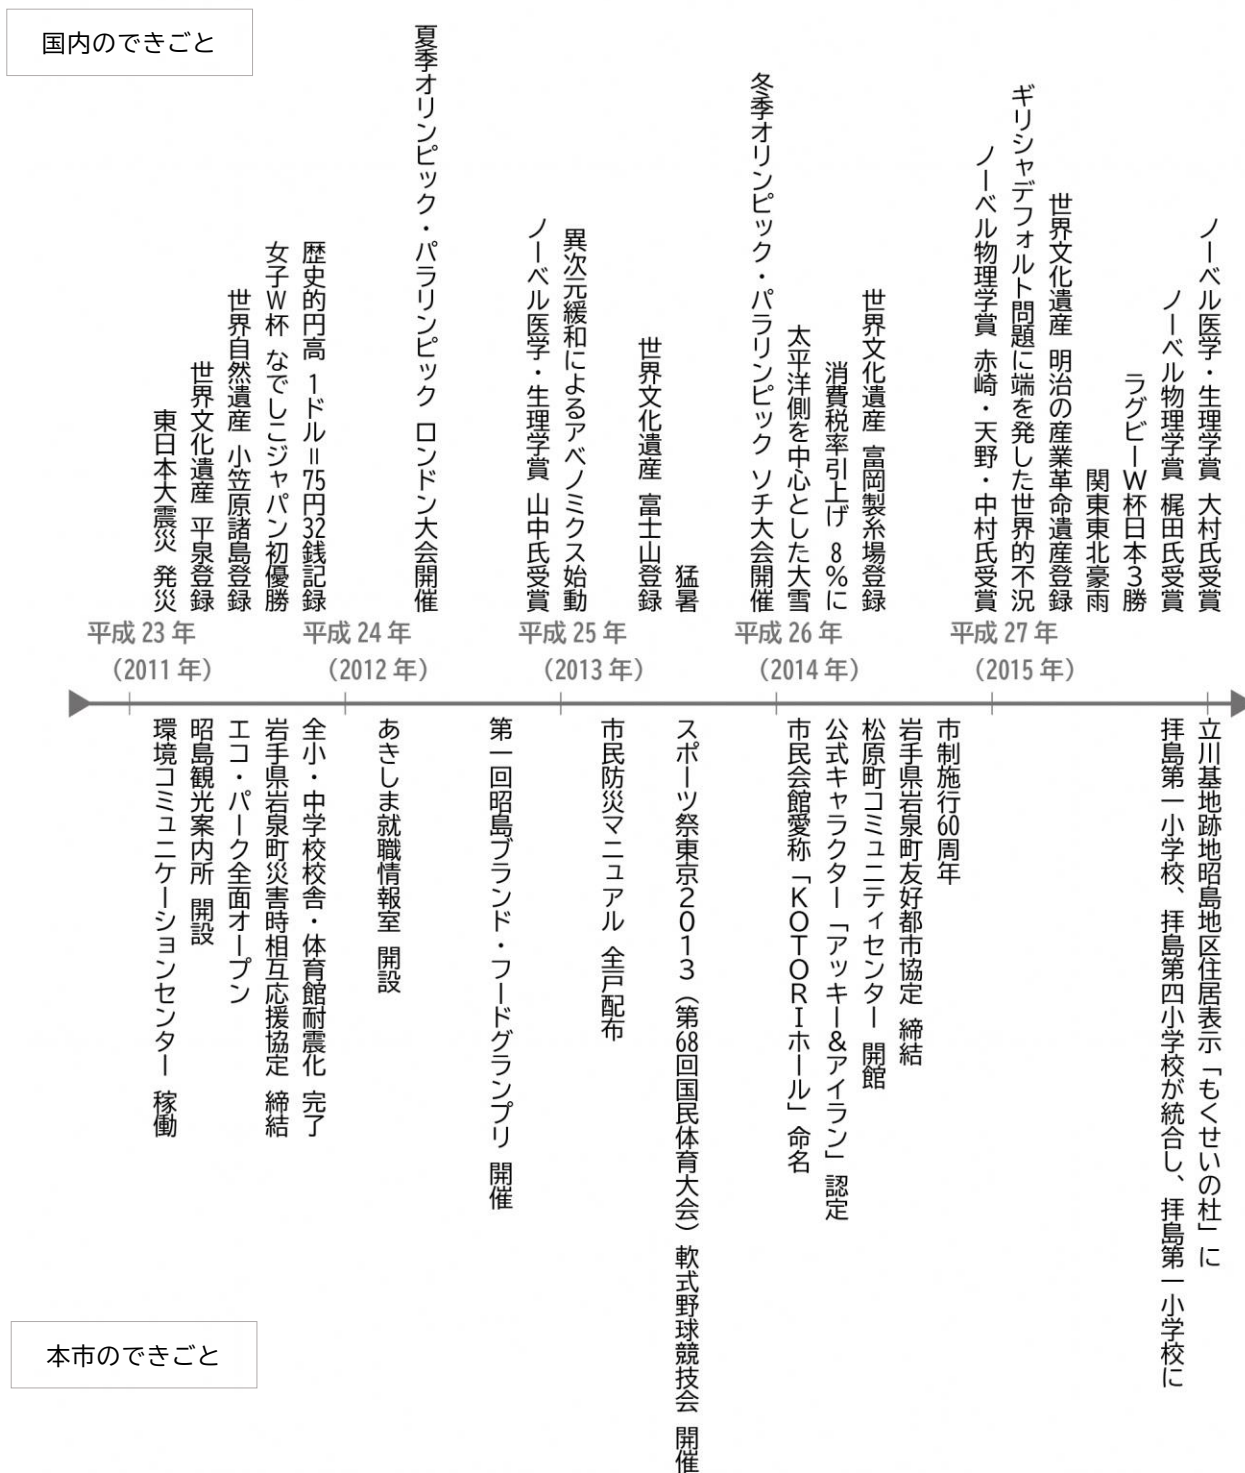 国内のできごと
東日本大震災 発災
世界文化遺産 平泉登録
世界自然遺産 小笠原諸島登録
女子W杯 なでしこジャパン初優勝
歴史的円高 1ドル＝75円32銭記録
夏季オリンピック・パラリンピック ロンドン大会開催
ノーベル医学・生理学賞 山中氏受賞
異次元緩和によるアベノミクス始動
世界文化遺産 富士山登録
猛暑
冬季オリンピック・パラリンピック ソチ大会開催
太平洋側を中心とした大雪
消費税率引上げ 8％に
世界文化遺産 富岡製糸場登録
ノーベル物理学賞 赤崎・天野・中村氏受賞
ギリシャデフォルト問題に端を発した世界的不況
世界文化遺産 明治の産業革命遺産登録
関東東北豪雨
ラグビーW杯日本3勝
ノーベル物理学賞 梶田氏受賞
ノーベル医学・生理学賞 大村氏受賞
平成 23 年
（2011 年）
平成 24 年
（2012 年）
平成 25 年
（2013 年）
平成 26 年
（2014 年）
平成 27 年
（2015 年）
環境コミュニケーションセンター 稼働
昭島観光案内所 開設
エコ・パーク全面オープン
岩手県岩泉町災害時相互応援協定 締結
全小・中学校校舎・体育館耐震化 完了
あきしま就職情報室 開設
第一回昭島ブランド・フードグランプリ 開催
市民防災マニュアル 全戸配布
スポーツ祭東京2013（第68回国民体育大会）軟式野球競技会 開催
市民会館愛称「KOTORIホール」命名
公式キャラクター「アッキー&アイラン」認定
松原町コミュニティセンター 開館
岩手県岩泉町友好都市協定 締結
市制施行60周年
拝島第一小学校、拝島第四小学校が統合し、拝島第一小学校に
立川基地跡地昭島地区住居表示「もくせいの杜」に
本市のできごと